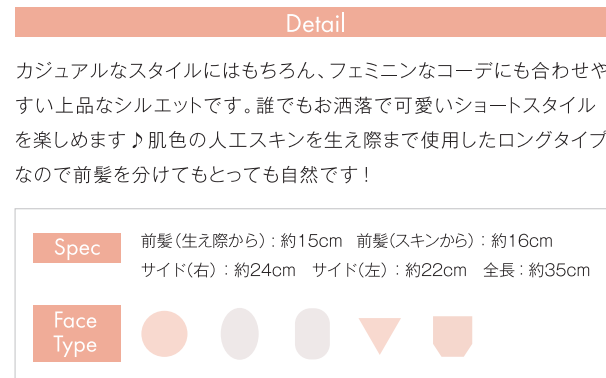 Detail
カジュアルなスタイルにはもちろん、フェミニンなコーデにも合わせや
すい上品なシルエットです。誰でもお洒落で可愛いショートスタイル
を楽しめます♪肌色の人工スキンを生え際まで使用したロングタイプ
なので前髪を分けてもとっても自然です！
Spec
前髪（生え際から）：約15cm　前髪（スキンから）：約16cm
サイド（右）：約24cm　サイド（左）：約22cm　全長：約35cm
Face
Type